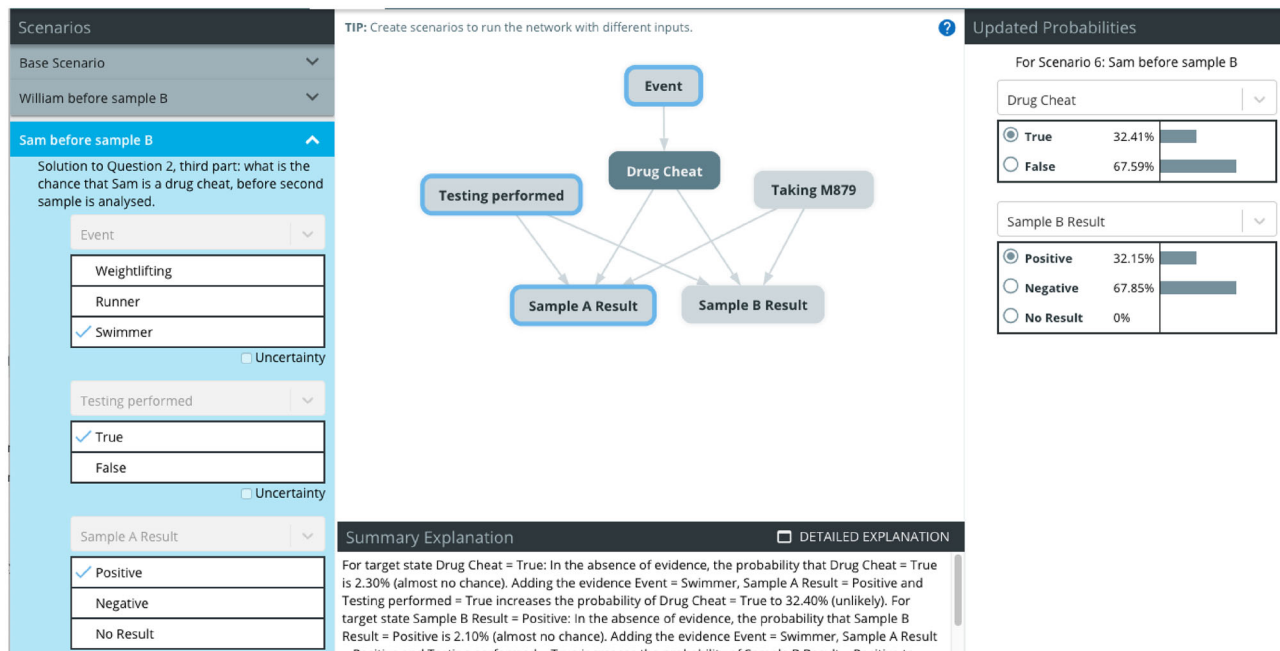 Scenarios
Base Scenario
William before sample B
Sam before sample B
Solution to Question 2, third part: what is the
chance that Sam is a drug cheat, before second
sample is analysed.
Event
Weightlifting
Runner
Swimmer
Uncertainty
Testing performed
True
False
Uncertainty
Sample A Result
Positive
Negative
No Result
TIP: Create scenarios to run the network with different inputs.
?
Event
Drug Cheat
Testing performed
Taking M879
Sample A Result
Sample B Result
Summary Explanation
DETAILED EXPLANATION
For target state Drug Cheat = True: In the absence of evidence, the probability that Drug Cheat = True
is 2.30% (almost no chance). Adding the evidence Event = Swimmer, Sample A Result = Positive and
Testing performed = True increases the probability of Drug Cheat = True to 32.40% (unlikely). For
target state Sample B Result = Positive: In the absence of evidence, the probability that Sample B
Result = Positive is 2.10% (almost no chance). Adding the evidence Event = Swimmer, Sample A Result
Updated Probabilities
For Scenario 6: Sam before sample B
Drug Cheat
True 32.41%
False 67.59%
Sample B Result
Positive 32.15%
Negative 67.85%
No Result 0%